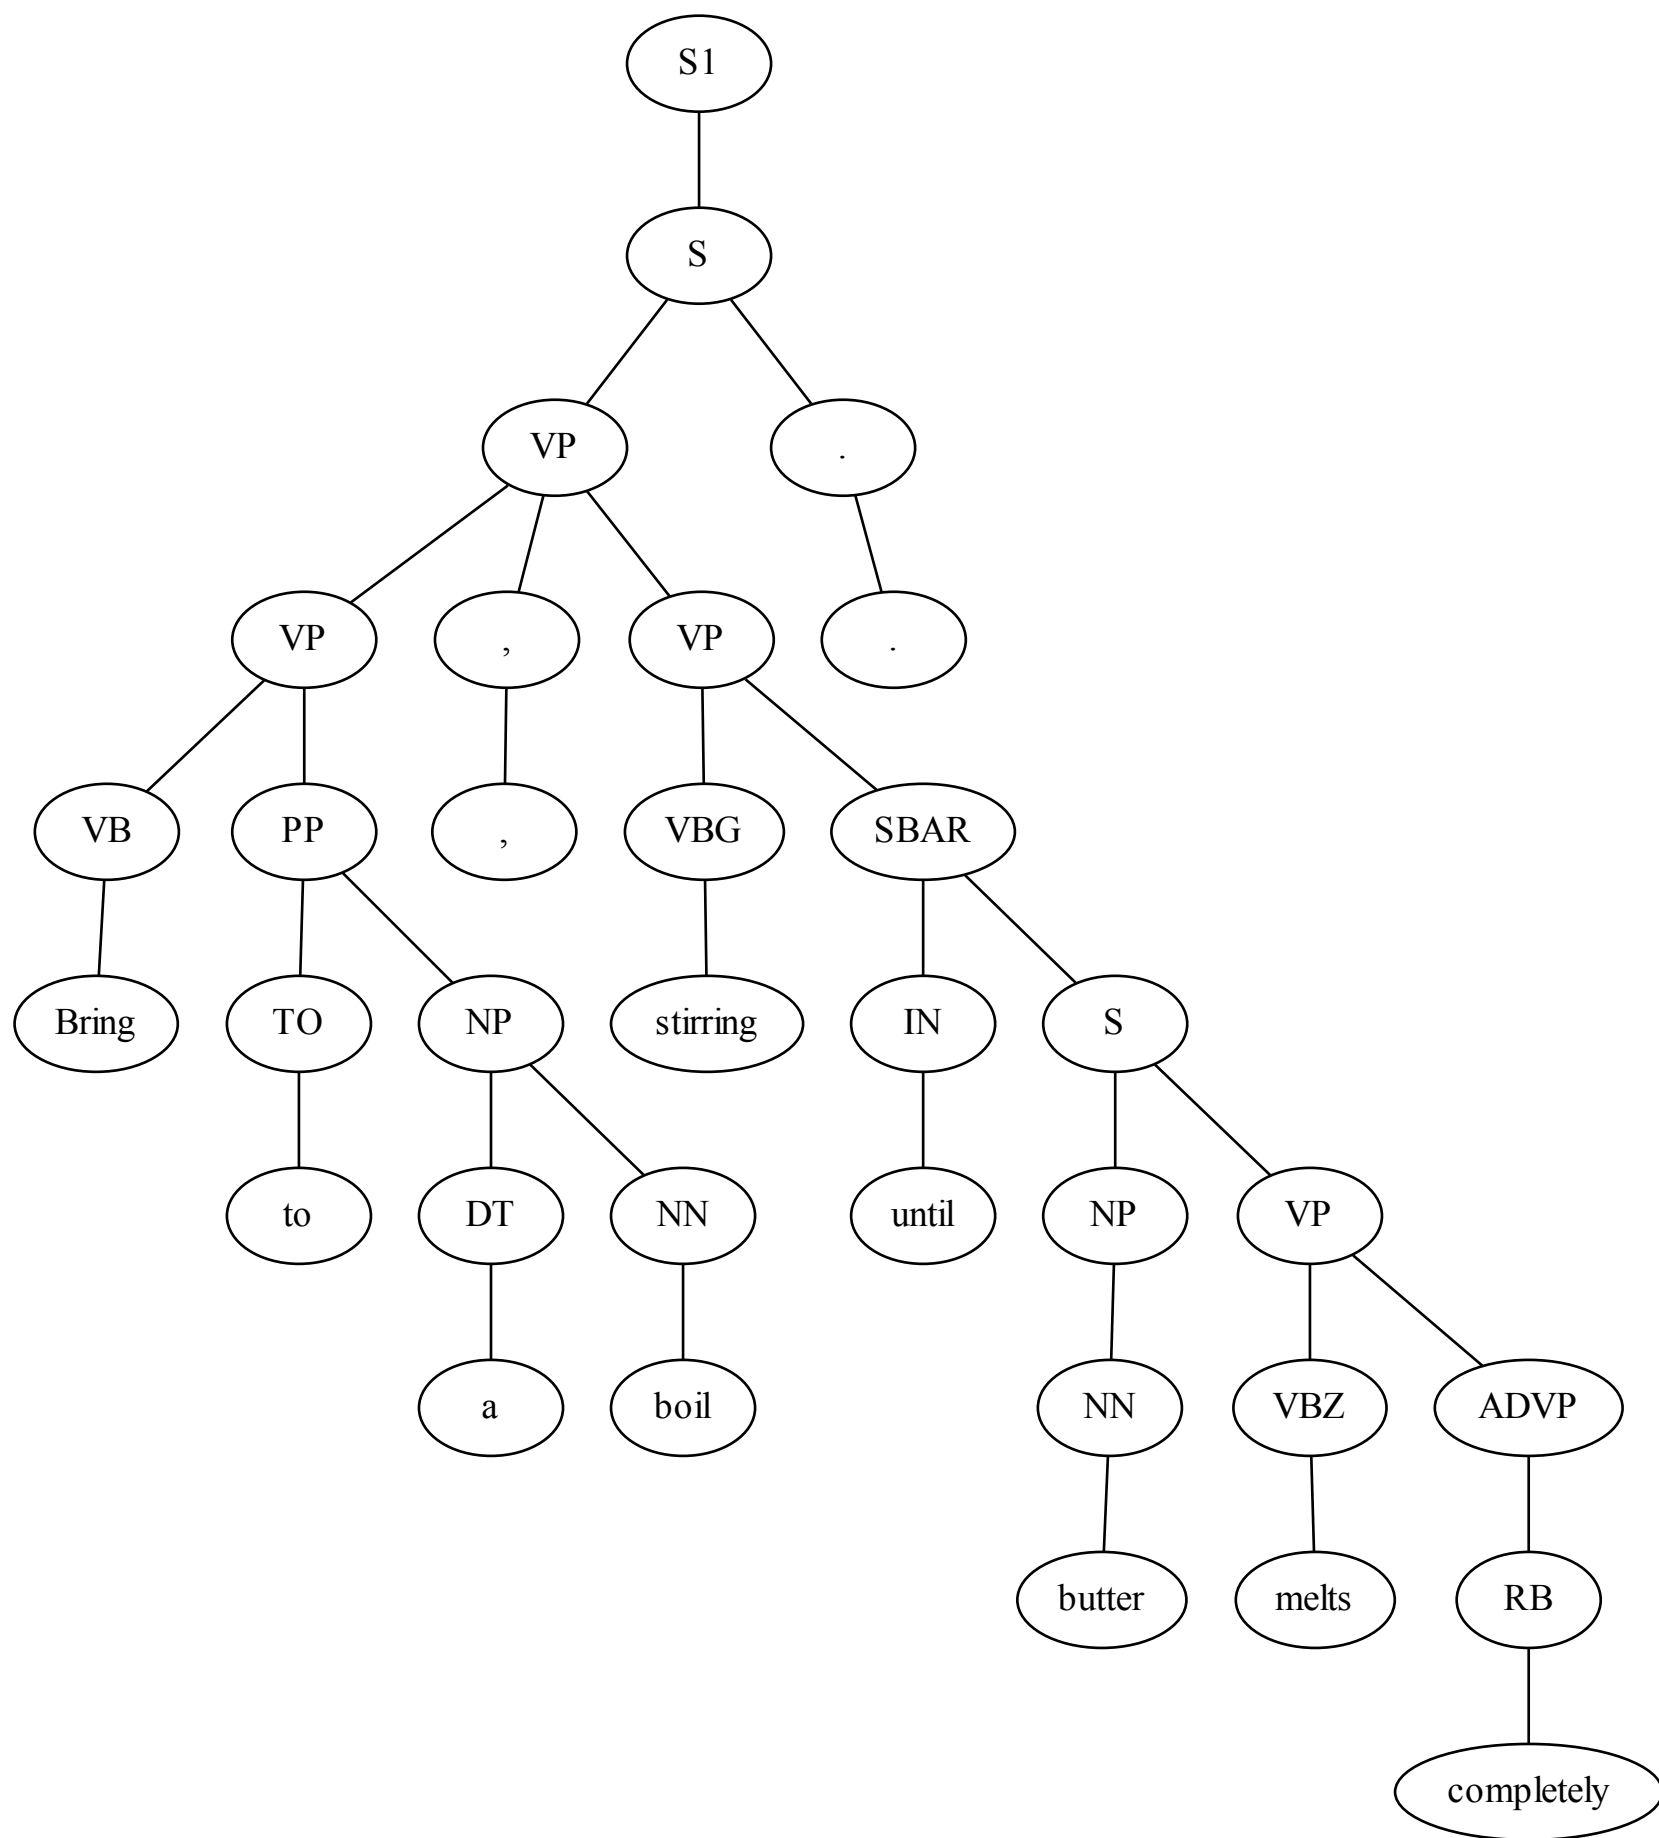 S1
S
VP .
VP , VP .
VB PP , VBG SBAR
Bring TO NP stirring IN S
to DT NN until NP VP
a boil NN VBZ ADVP
butter melts RB
completely